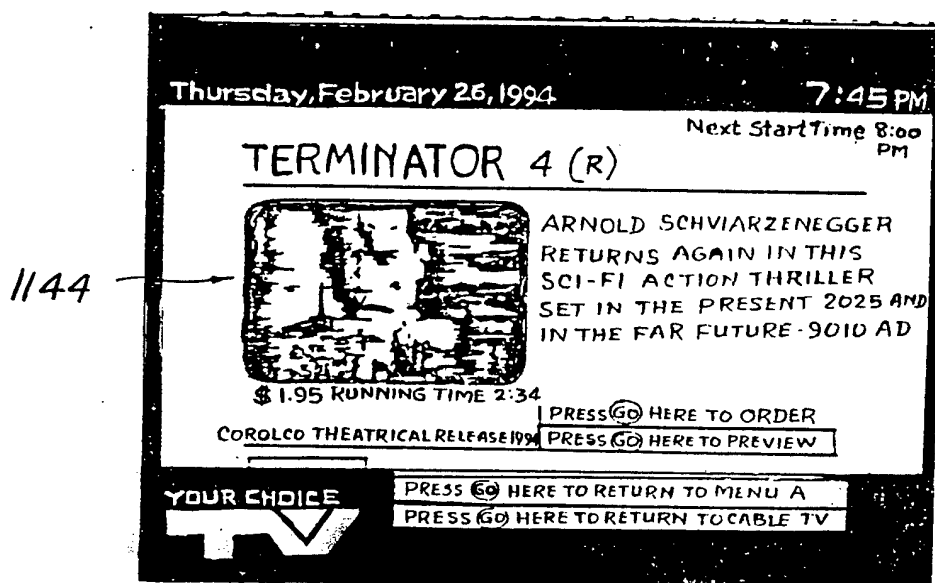 Thursday, February 26, 1994 7:45 PM
Next Start Time 8:00 PM
TERMINATOR 4 (R)
1144
ARNOLD SCHVIARZENEGGER
RETURNS AGAIN IN THIS
SCI-FI ACTION THRILLER
SET IN THE PRESENT 2025 AND
IN THE FAR FUTURE-9010 AD
$ 1.95 RUNNING TIME 2:34
COROLCO THEATRICAL RELEASE 1994
PRESS GO HERE TO ORDER
PRESS GO HERE TO PREVIEW
YOUR CHOICE
TV
PRESS GO HERE TO RETURN TO MENU A
PRESS GO HERE TO RETURN TO CABLE TV